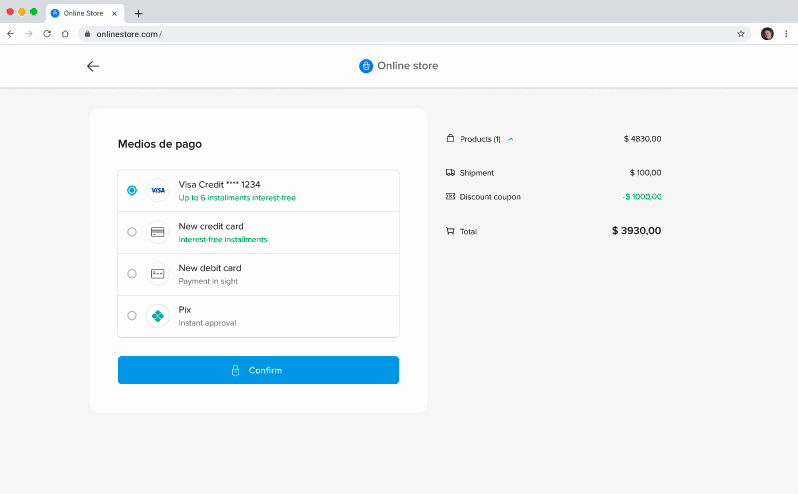 Online Store
onlinestore.com/
Online store
Medios de pago
VISA
Visa Credit **** 1234
Up to 6 installments interest-free
New credit card
Interest-free installments
New debit card
Payment in sight
Pix
Instant approval
Confirm
Products (1) $ 4830,00
Shipment $ 100,00
Discount coupon -$ 1000,00
Total $ 3930,00